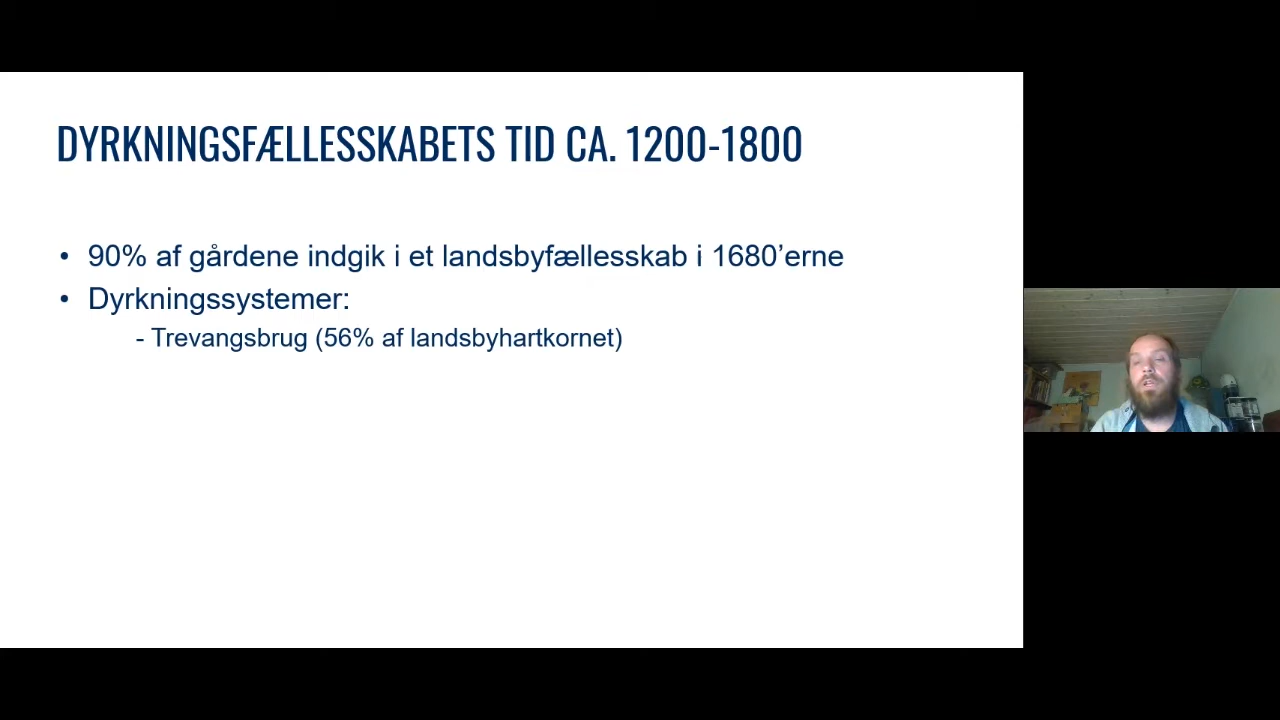 DYRKNINGSFÆLLESSKABETS TID CA. 1200-1800
• 90% af gårdene indgik i et landsbyfællesskab i 1680’erne
• Dyrkningssystemer:
- Trevangsbrug (56% af landsbyhartkornet)